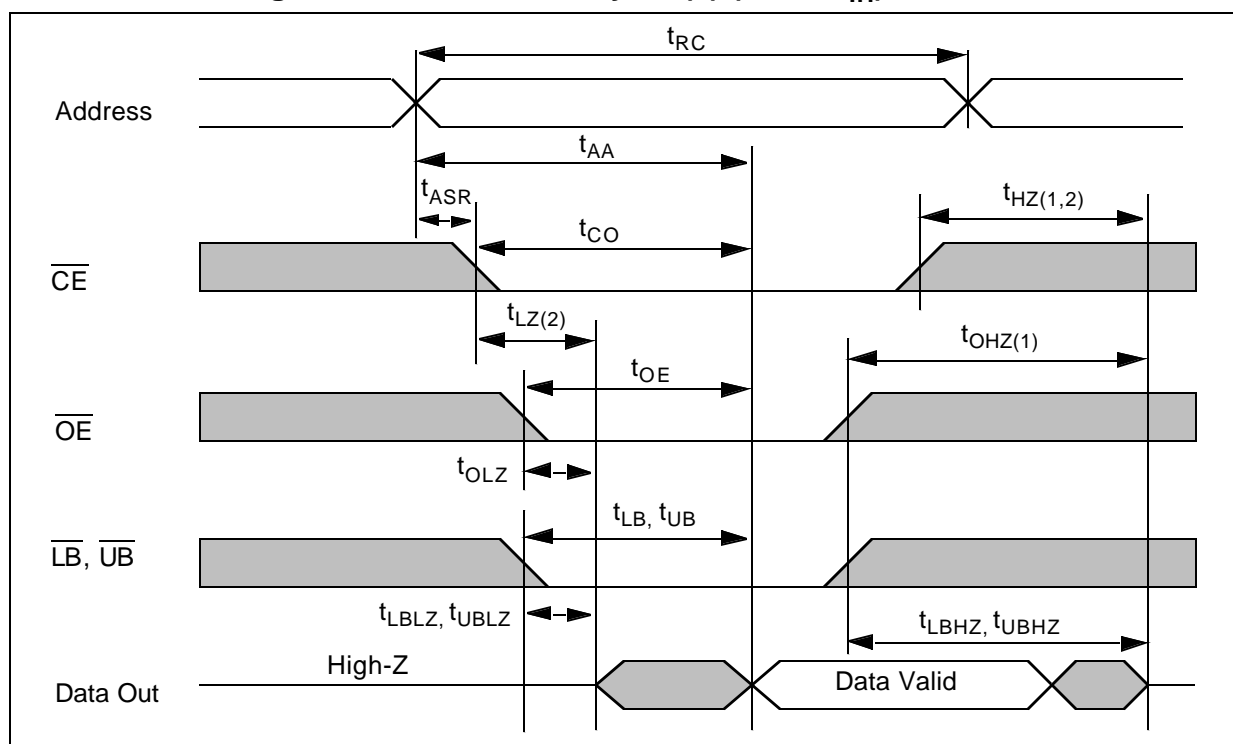 tRC
Address
tAA
tASR
tHZ(1,2)
tCO
CE
tLZ(2)
tOHZ(1)
tOE
OE
tOLZ
tLB, tUB
LB, UB
tLBLZ, tUBLZ
tLBHZ, tUBHZ
High-Z
Data Valid
Data Out